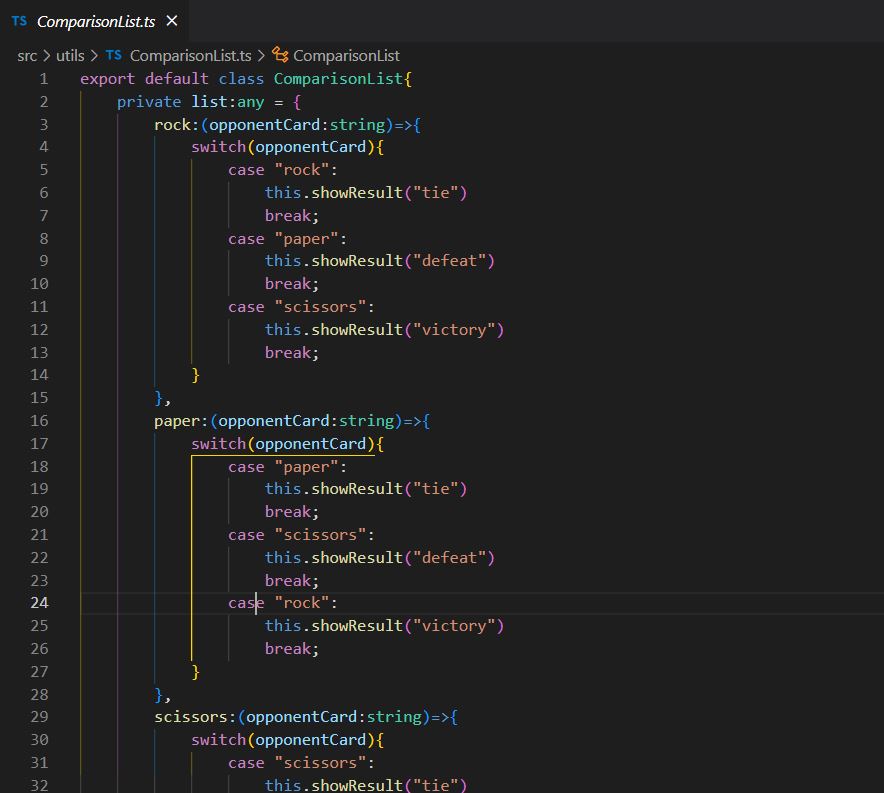 TS ComparisonList.ts ×
src > utils > TS ComparisonList.ts > ComparisonList
1 export default class ComparisonList{
2 private list:any = {
3 rock:(opponentCard:string)=>{
4 switch(opponentCard){
5 case "rock":
6 this.showResult("tie")
7 break;
8 case "paper":
9 this.showResult("defeat")
10 break;
11 case "scissors":
12 this.showResult("victory")
13 break;
14 }
15 },
16 paper:(opponentCard:string)=>{
17 switch(opponentCard){
18 case "paper":
19 this.showResult("tie")
20 break;
21 case "scissors":
22 this.showResult("defeat")
23 break;
24 case "rock":
25 this.showResult("victory")
26 break;
27 }
28 },
29 scissors:(opponentCard:string)=>{
30 switch(opponentCard){
31 case "scissors":
32 this.showResult("tie")